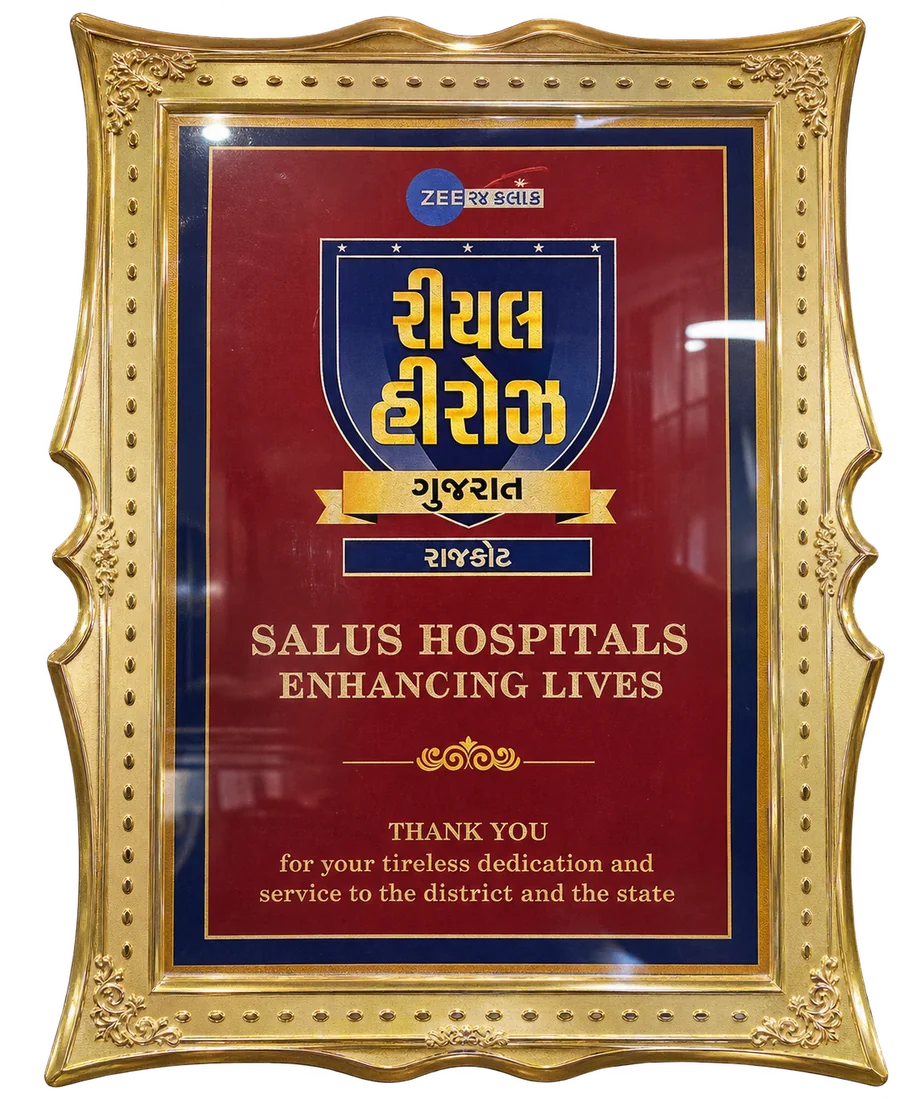 ZEE ૨૪ કલાક
રીયલ
હીરોઝ
ગુજરાત
રાજકોટ
SALUS HOSPITALS
ENHANCING LIVES
THANK YOU
for your tireless dedication and
service to the district and the state